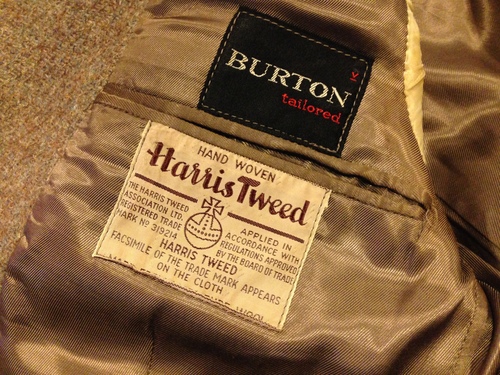 BURTON
tailored
HAND WOVEN
Harris Tweed
THE HARRIS TWEED
ASSOCIATION LTD.
REGISTERED TRADE
MARK No 319214
APPLIED IN
ACCORDANCE WITH
REGULATIONS APPROVED
BY THE BOARD OF TRADE
HARRIS TWEED
FACSIMILE OF THE TRADE MARK APPEARS
ON THE CLOTH
WOOL